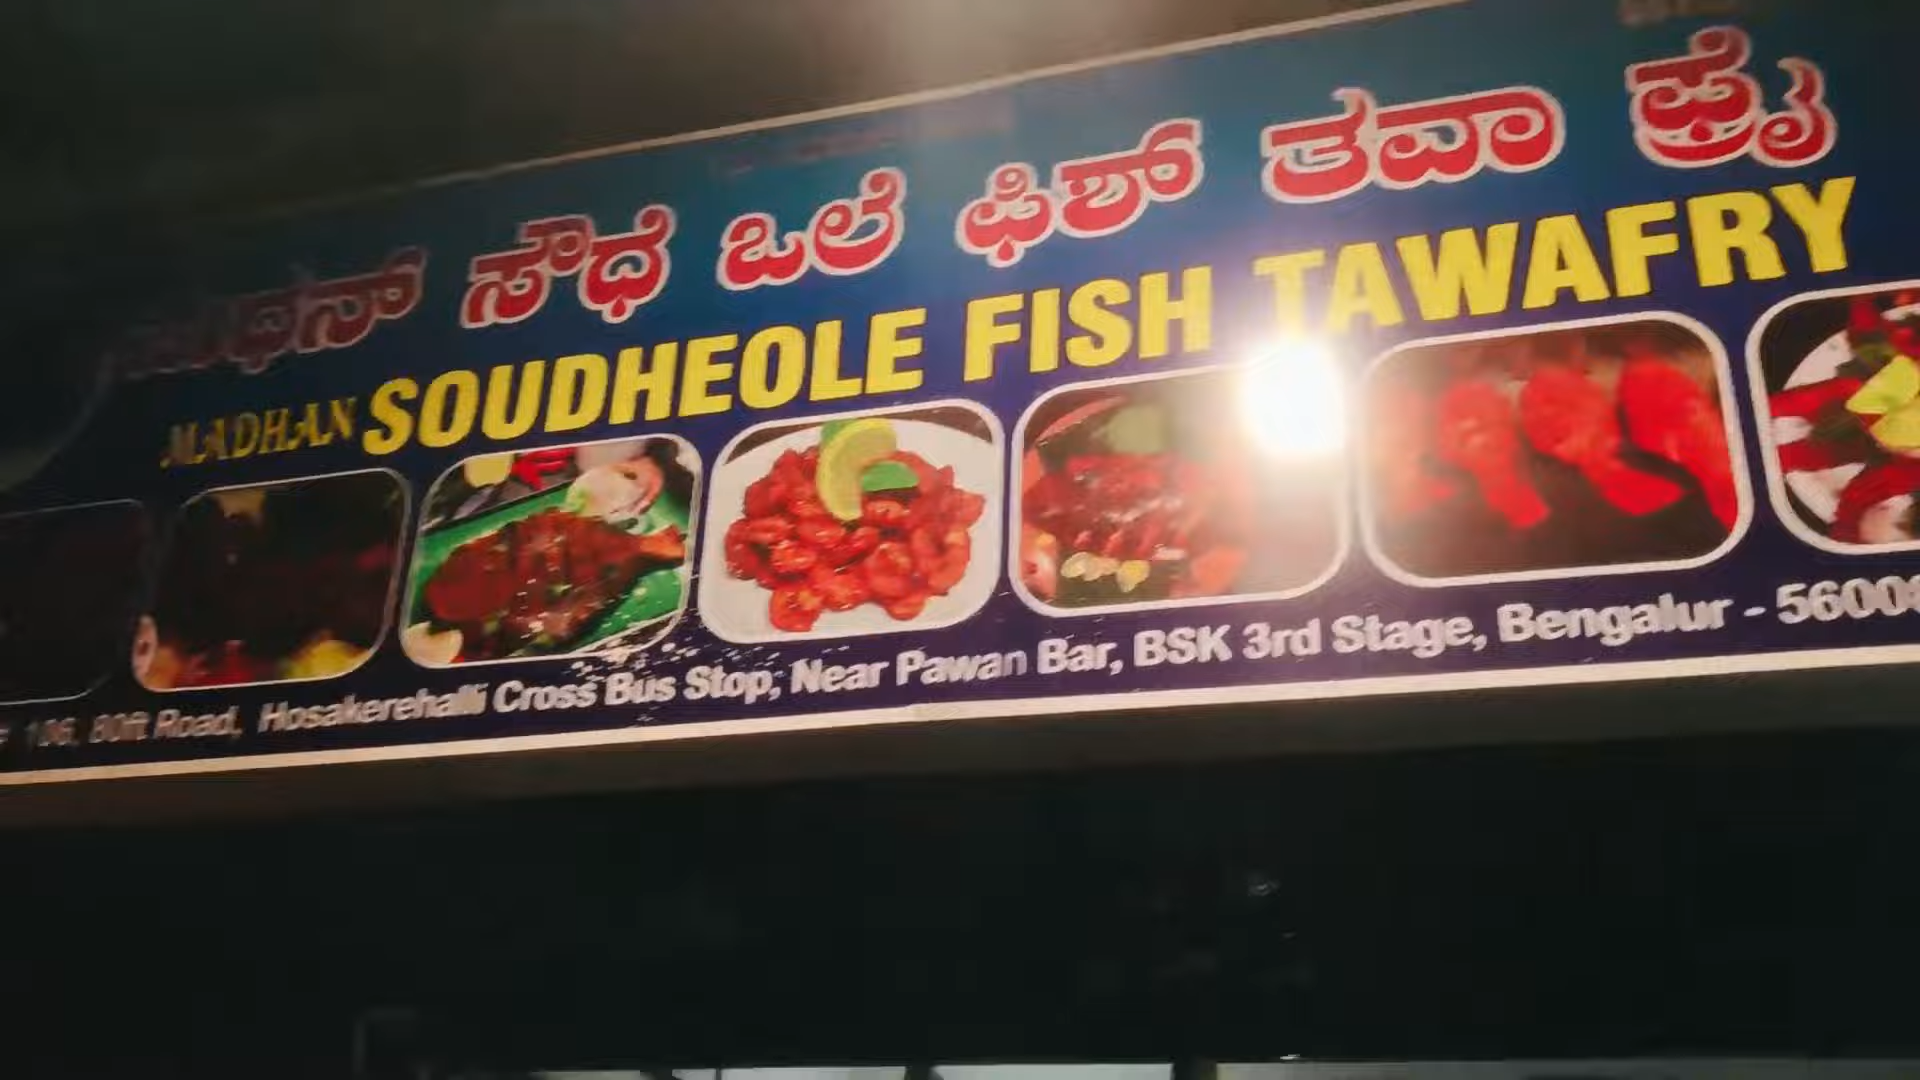 ಮಧನ್ ಸೌಧೆ ಒಲೆ ಫಿಶ್ ತವಾ ಫ್ರೈ
MADHAN SOUDHEOLE FISH TAWAFRY
106, 80ft Road, Hosakerehalli Cross Bus Stop, Near Pawan Bar, BSK 3rd Stage, Bengalur -